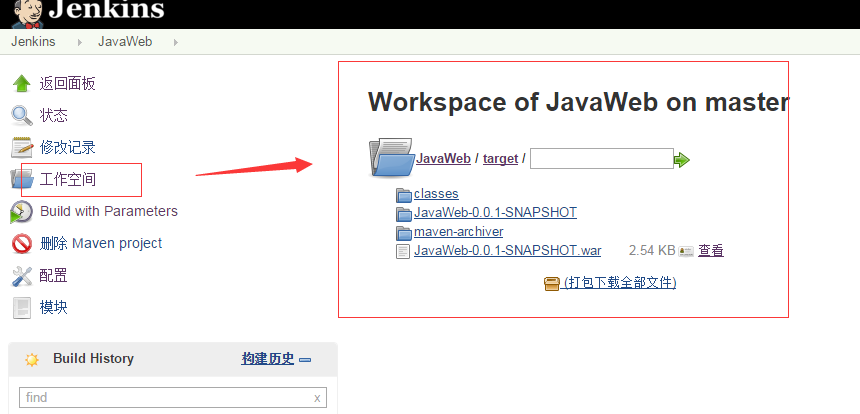 Jenkins
Jenkins JavaWeb
返回面板
状态
修改记录
工作空间
Build with Parameters
删除 Maven project
配置
模块
Build History 构建历史
find x
Workspace of JavaWeb on master
JavaWeb / target /
classes
JavaWeb-0.0.1-SNAPSHOT
maven-archiver
JavaWeb-0.0.1-SNAPSHOT.war 2.54 KB 查看
(打包下载全部文件)